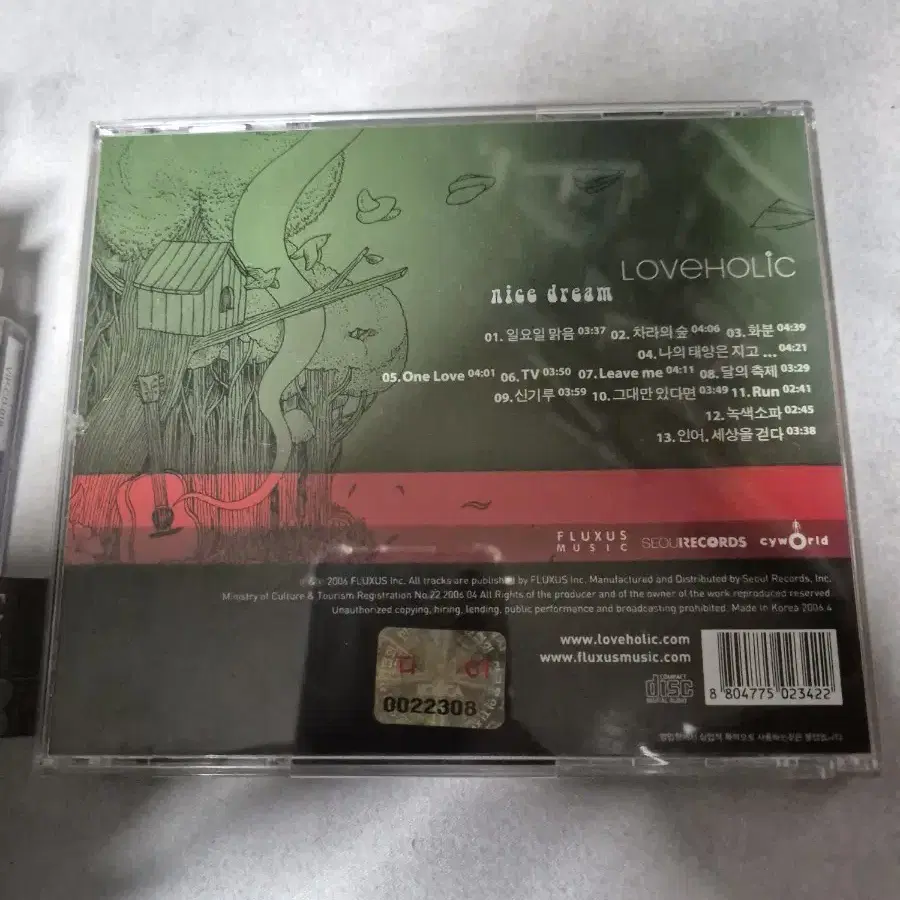 LOVEHOLIC
nice dream
01. 일요일 맑음 03:37 02. 차라의 숲 04:06 03. 화분 04:39
04. 나의 태양은 지고 ... 04:21
05. One Love 04:01 06. TV 03:50 07. Leave me 04:11 08. 달의 축제 03:29
09. 신기루 03:59 10. 그대만 있다면 03:49 11. Run 02:41
12. 녹색소파 02:45
13. 인어, 세상을 걷다 03:38
FLUXUS MUSIC SEOULRECORDS cyworld
2006 FLUXUS Inc. All tracks are published by FLUXUS Inc. Manufactured and Distributed by Seoul Records, Inc.
Ministry of Culture & Tourism Registration No.22.2006.04 All Rights of the producer and of the owner of the work reproduced reserved.
Unauthorized copying, hiring, lending, public performance and broadcasting prohibited. Made in Korea 2006.4
www.loveholic.com
www.fluxusmusic.com
COMPACT disc DIGITAL AUDIO
8 804775 023422
0022308